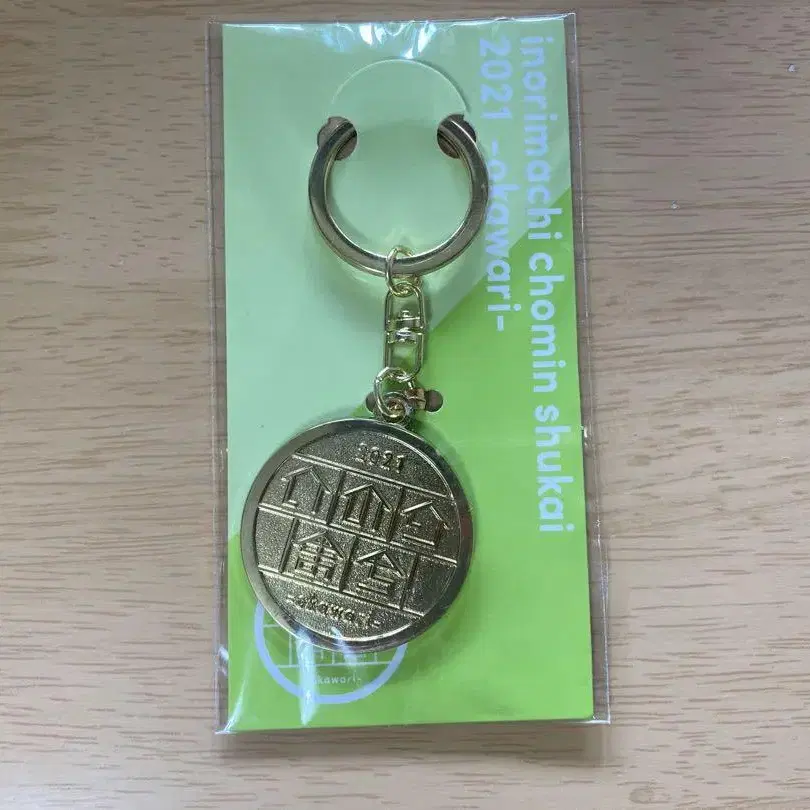 inorimachi chomin shukai
2021 -okawari-
2021
-okawari-
okawari-